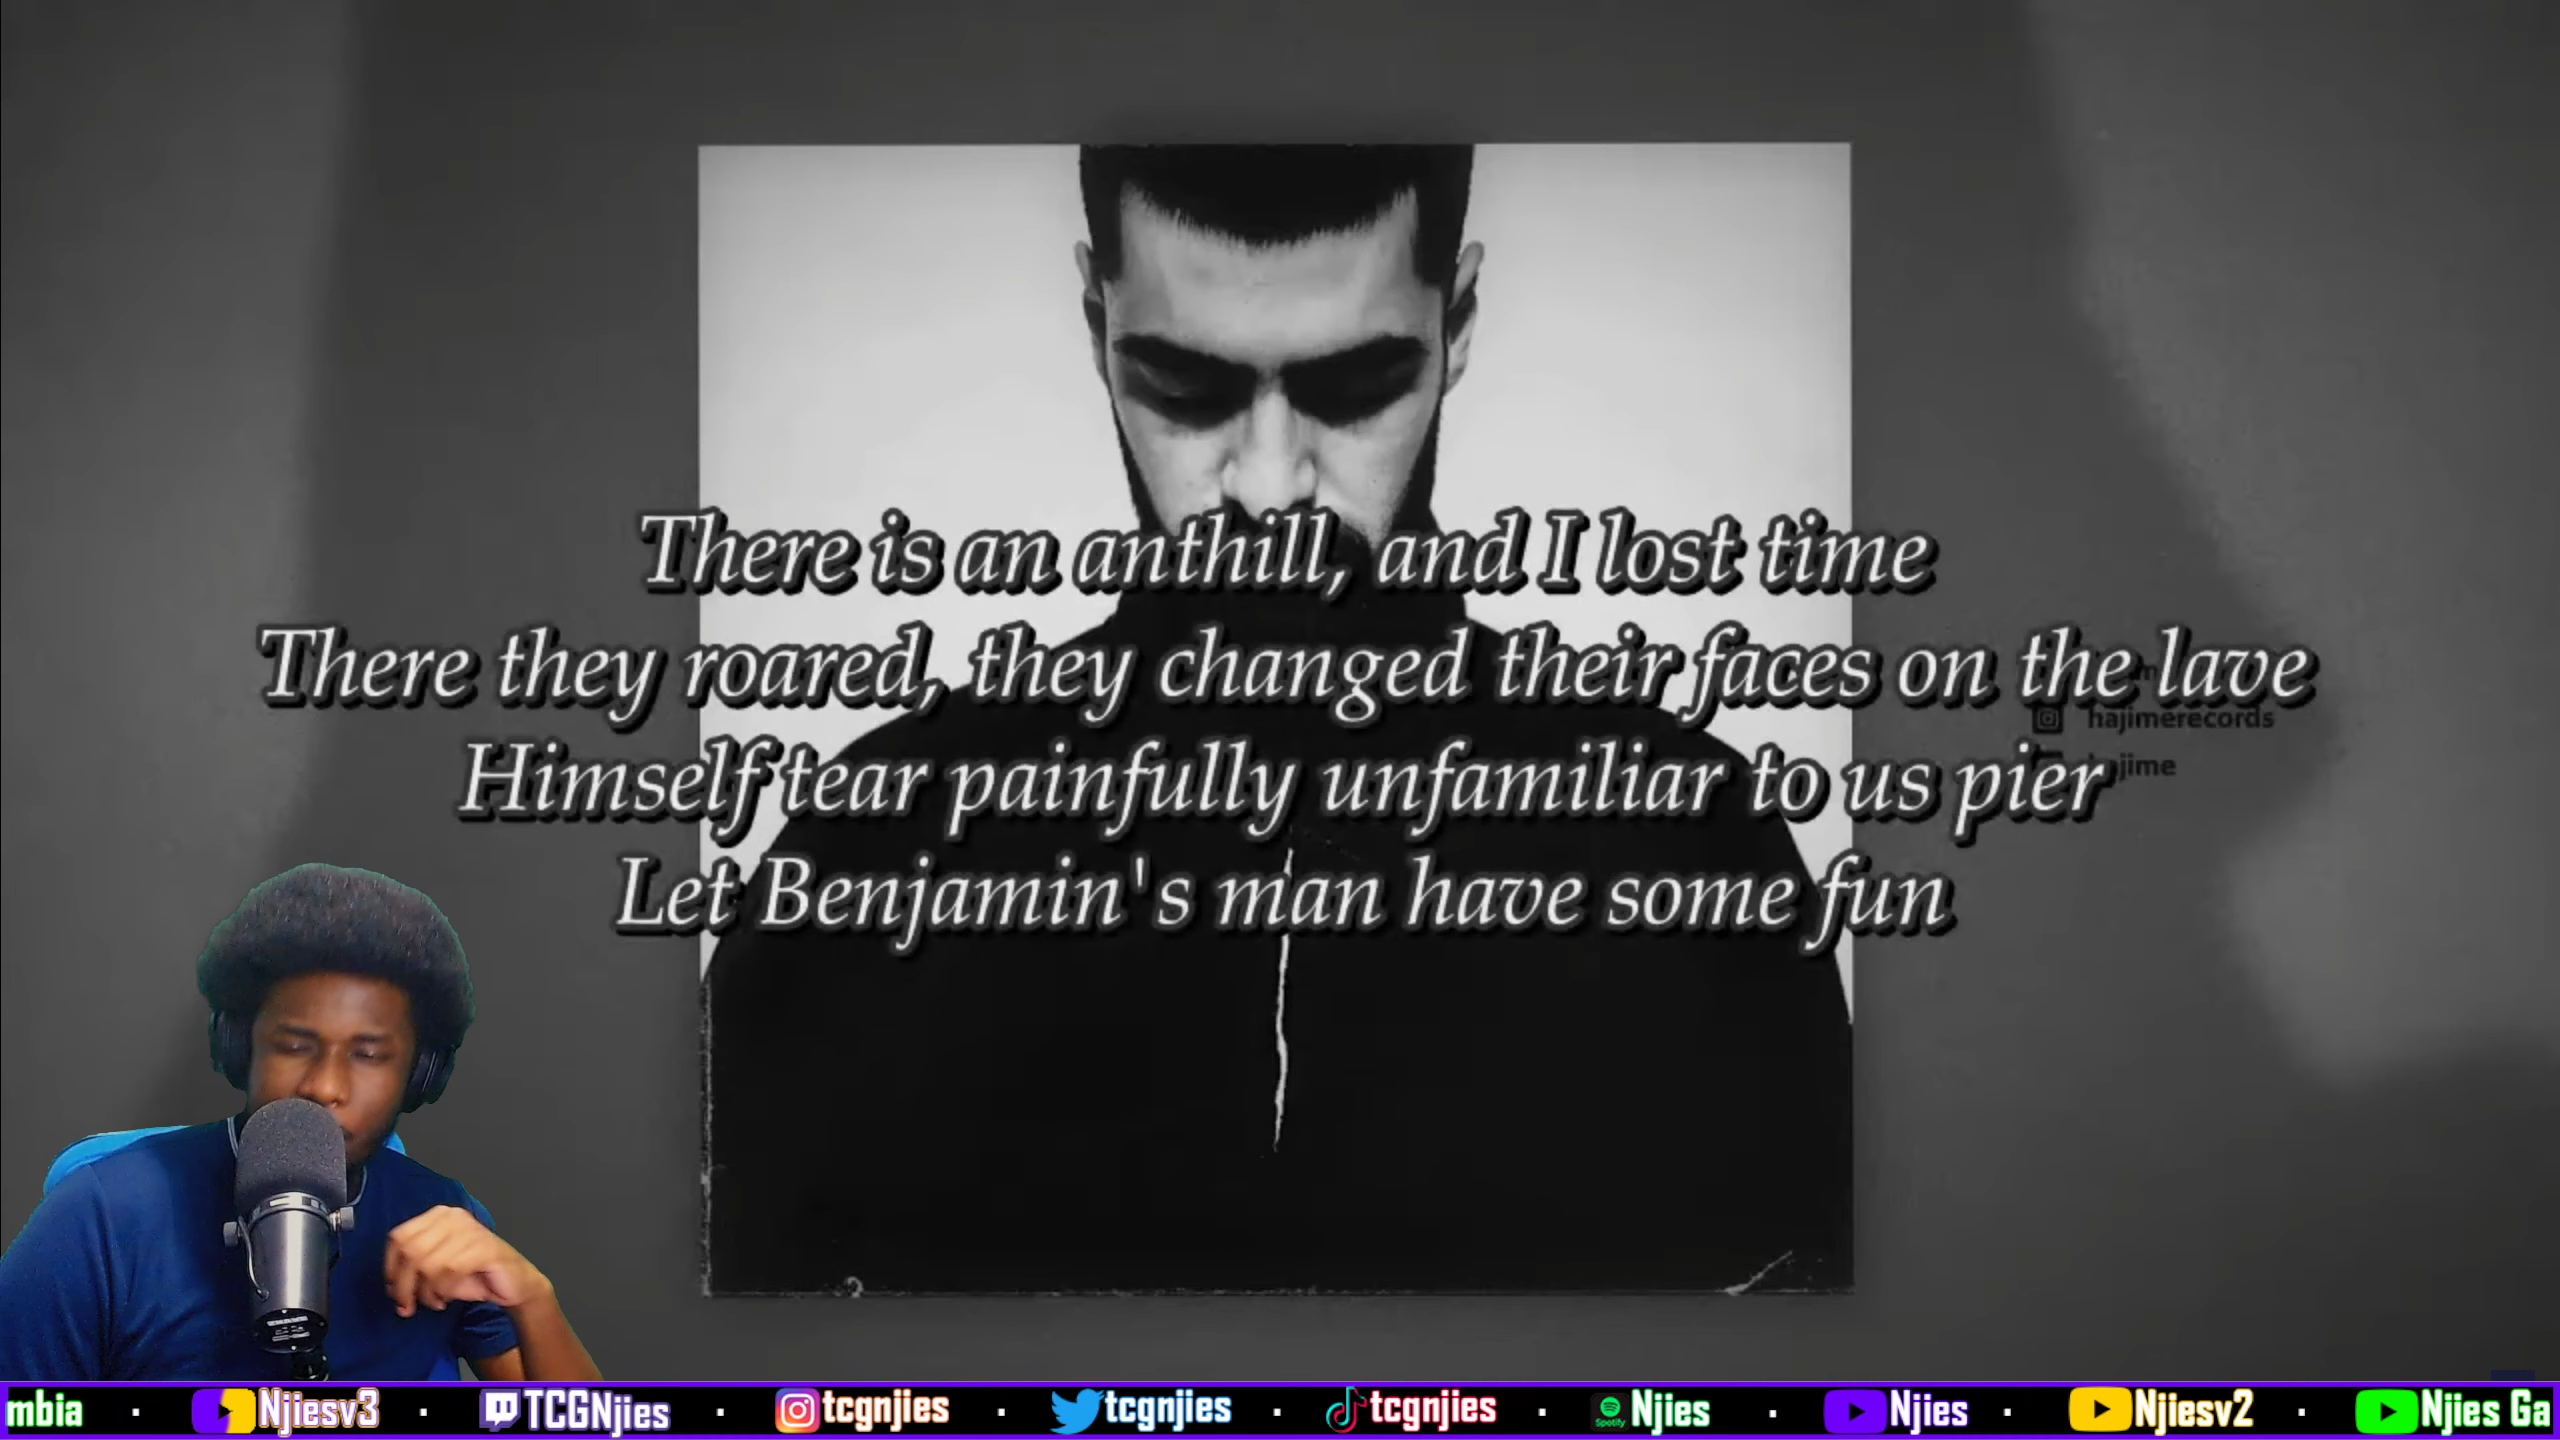 There is an anthill, and I lost time
There they roared, they changed their faces on the lave
hajimerecords
Himself tear painfully unfamiliar to us pier
Let Benjamin's man have some fun
mbia · Njiesv3 · TCGNjies · tcgnjies · tcgnjies · tcgnjies · Spotify Njies · Njies · Njiesv2 · Njies Ga